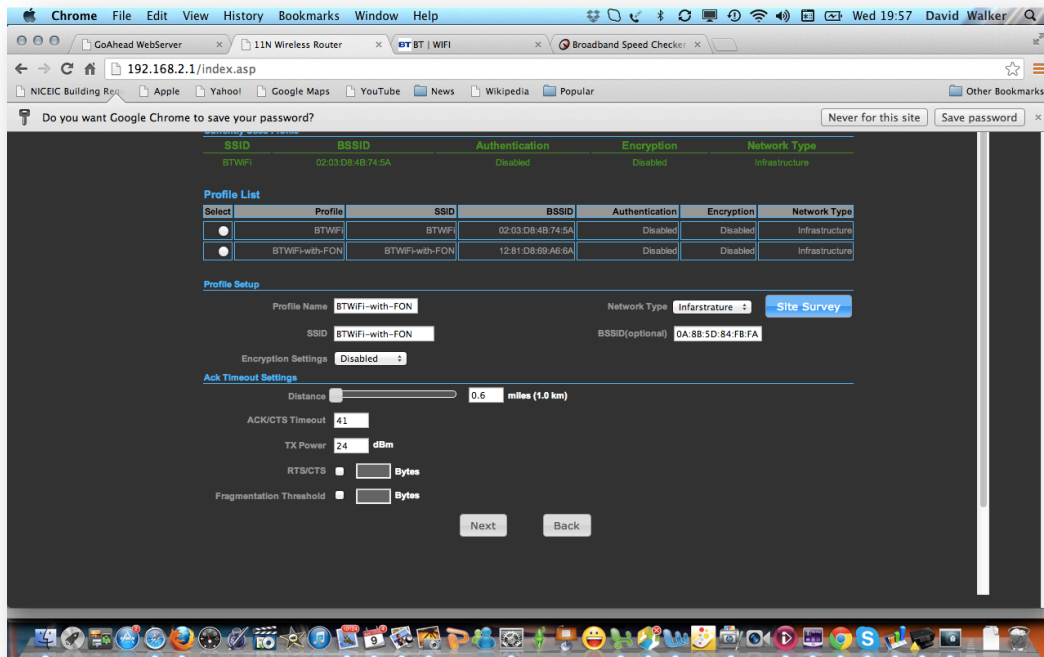 Chrome File Edit View History Bookmarks Window Help Wed 19:57 David Walker
GoAhead WebServer × 11N Wireless Router × BT BT | WIFI × Broadband Speed Checker ×
192.168.2.1/index.asp
NICEIC Building Reg Apple Yahoo! Google Maps YouTube News Wikipedia Popular Other Bookmarks
Do you want Google Chrome to save your password? Never for this site Save password ×
Currently Used Profile
SSID BSSID Authentication Encryption Network Type
BTWiFi 02:03:D8:4B:74:5A Disabled Disabled Infrastructure
Profile List
Select Profile SSID BSSID Authentication Encryption Network Type
BTWiFi BTWiFi 02:03:D8:4B:74:5A Disabled Disabled Infrastructure
BTWiFi-with-FON BTWiFi-with-FON 12:81:D8:69:A6:6A Disabled Disabled Infrastructure
Profile Setup
Profile Name BTWiFi-with-FON Network Type Infarstrature Site Survey
SSID BTWiFi-with-FON BSSID(optional) 0A:8B:5D:84:FB:FA
Encryption Settings Disabled
Ack Timeout Settings
Distance 0.6 miles (1.0 km)
ACK/CTS Timeout 41
TX Power 24 dBm
RTS/CTS Bytes
Fragmentation Threshold Bytes
Next Back